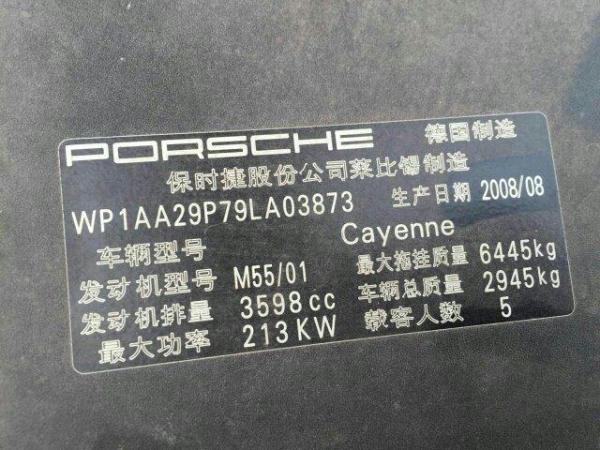 PORSCHE 德国制造
保时捷股份公司莱比锡制造
WP1AA29P79LA03873 生产日期 2008/08
车辆型号 Cayenne
发动机型号 M55/01 最大拖挂质量 6445kg
发动机排量 3598cc 车辆总质量 2945kg
最大功率 213KW 载客人数 5